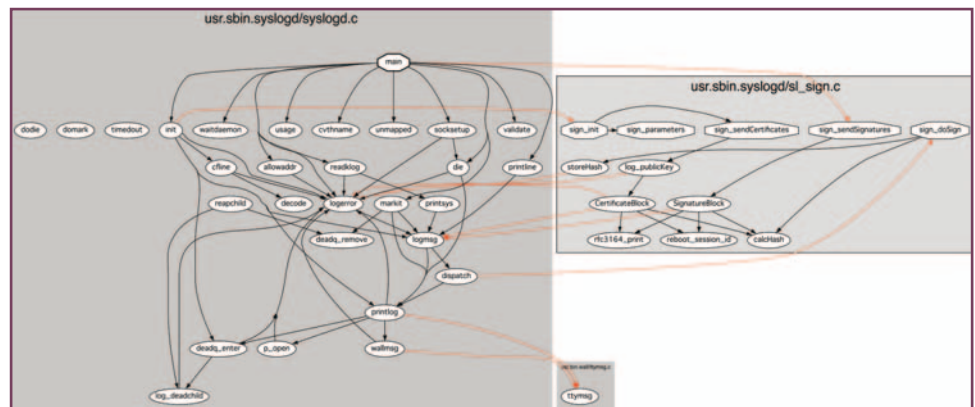 usr.sbin.syslogd/syslogd.c
main
usr.sbin.syslogd/sl_sign.c
dodie domark timedout init waitdaemon usage cvthname unmapped socksetup validate sign_init sign_parameters sign_sendCertificates sign_sendSignatures sign_doSign
cfline allowaddr readklog die printline storeHash log_publicKey
reapchild logerror decode markit printsys CertificateBlock SignatureBlock
deadq_remove logmsg rfc3164_print reboot_session_id calcHash
dispatch
printlog
deadq_enter p_open wallmsg
log_deadchild ttymsg